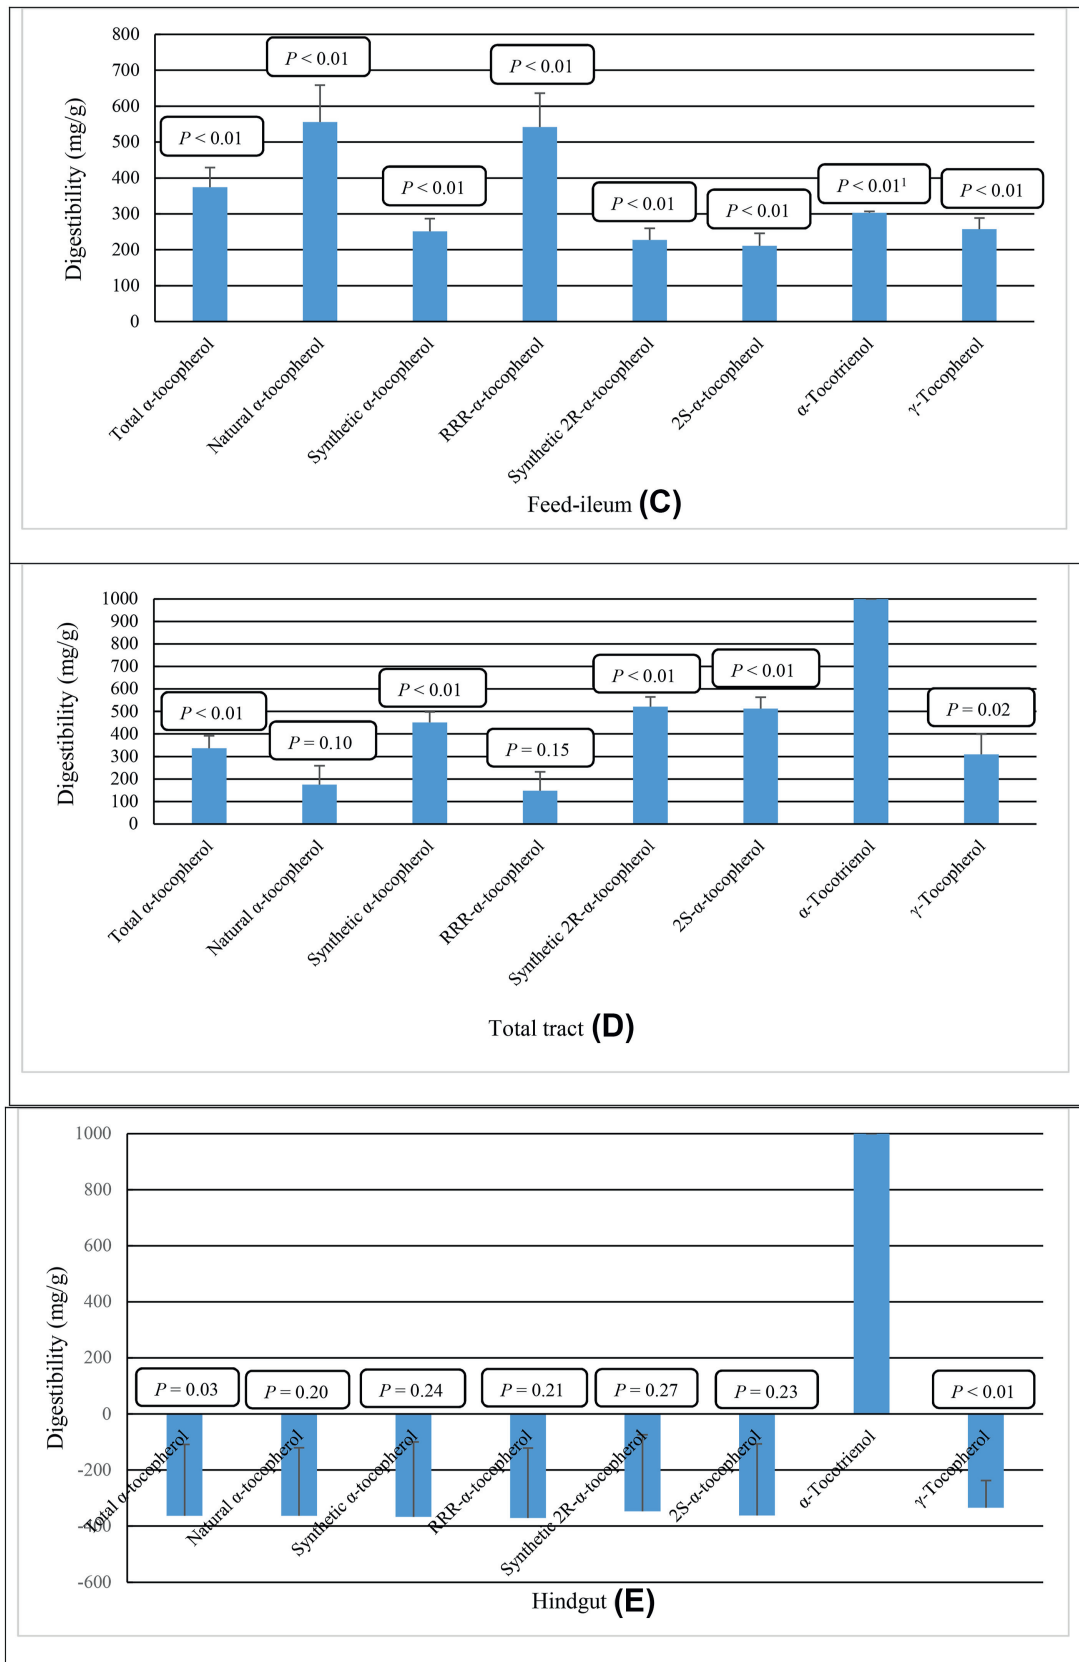 800
700
600
500
400
300
200
100
0
Digestibility (mg/g)
P < 0.01
P < 0.01
P < 0.01
P < 0.01
P < 0.01
P < 0.01
P < 0.01¹
P < 0.01
Total α-tocopherol
Natural α-tocopherol
Synthetic α-tocopherol
RRR-α-tocopherol
Synthetic 2R-α-tocopherol
2S-α-tocopherol
α-Tocotrienol
γ-Tocopherol
Feed-ileum (C)
1000
900
800
700
600
500
400
300
200
100
0
Digestibility (mg/g)
P < 0.01
P = 0.10
P < 0.01
P = 0.15
P < 0.01
P < 0.01
P = 0.02
Total α-tocopherol
Natural α-tocopherol
Synthetic α-tocopherol
RRR-α-tocopherol
Synthetic 2R-α-tocopherol
2S-α-tocopherol
α-Tocotrienol
γ-Tocopherol
Total tract (D)
1000
800
600
400
200
0
-200
-400
-600
Digestibility (mg/g)
P = 0.03
P = 0.20
P = 0.24
P = 0.21
P = 0.27
P = 0.23
P < 0.01
Total α-tocopherol
Natural α-tocopherol
Synthetic α-tocopherol
RRR-α-tocopherol
Synthetic 2R-α-tocopherol
2S-α-tocopherol
α-Tocotrienol
γ-Tocopherol
Hindgut (E)